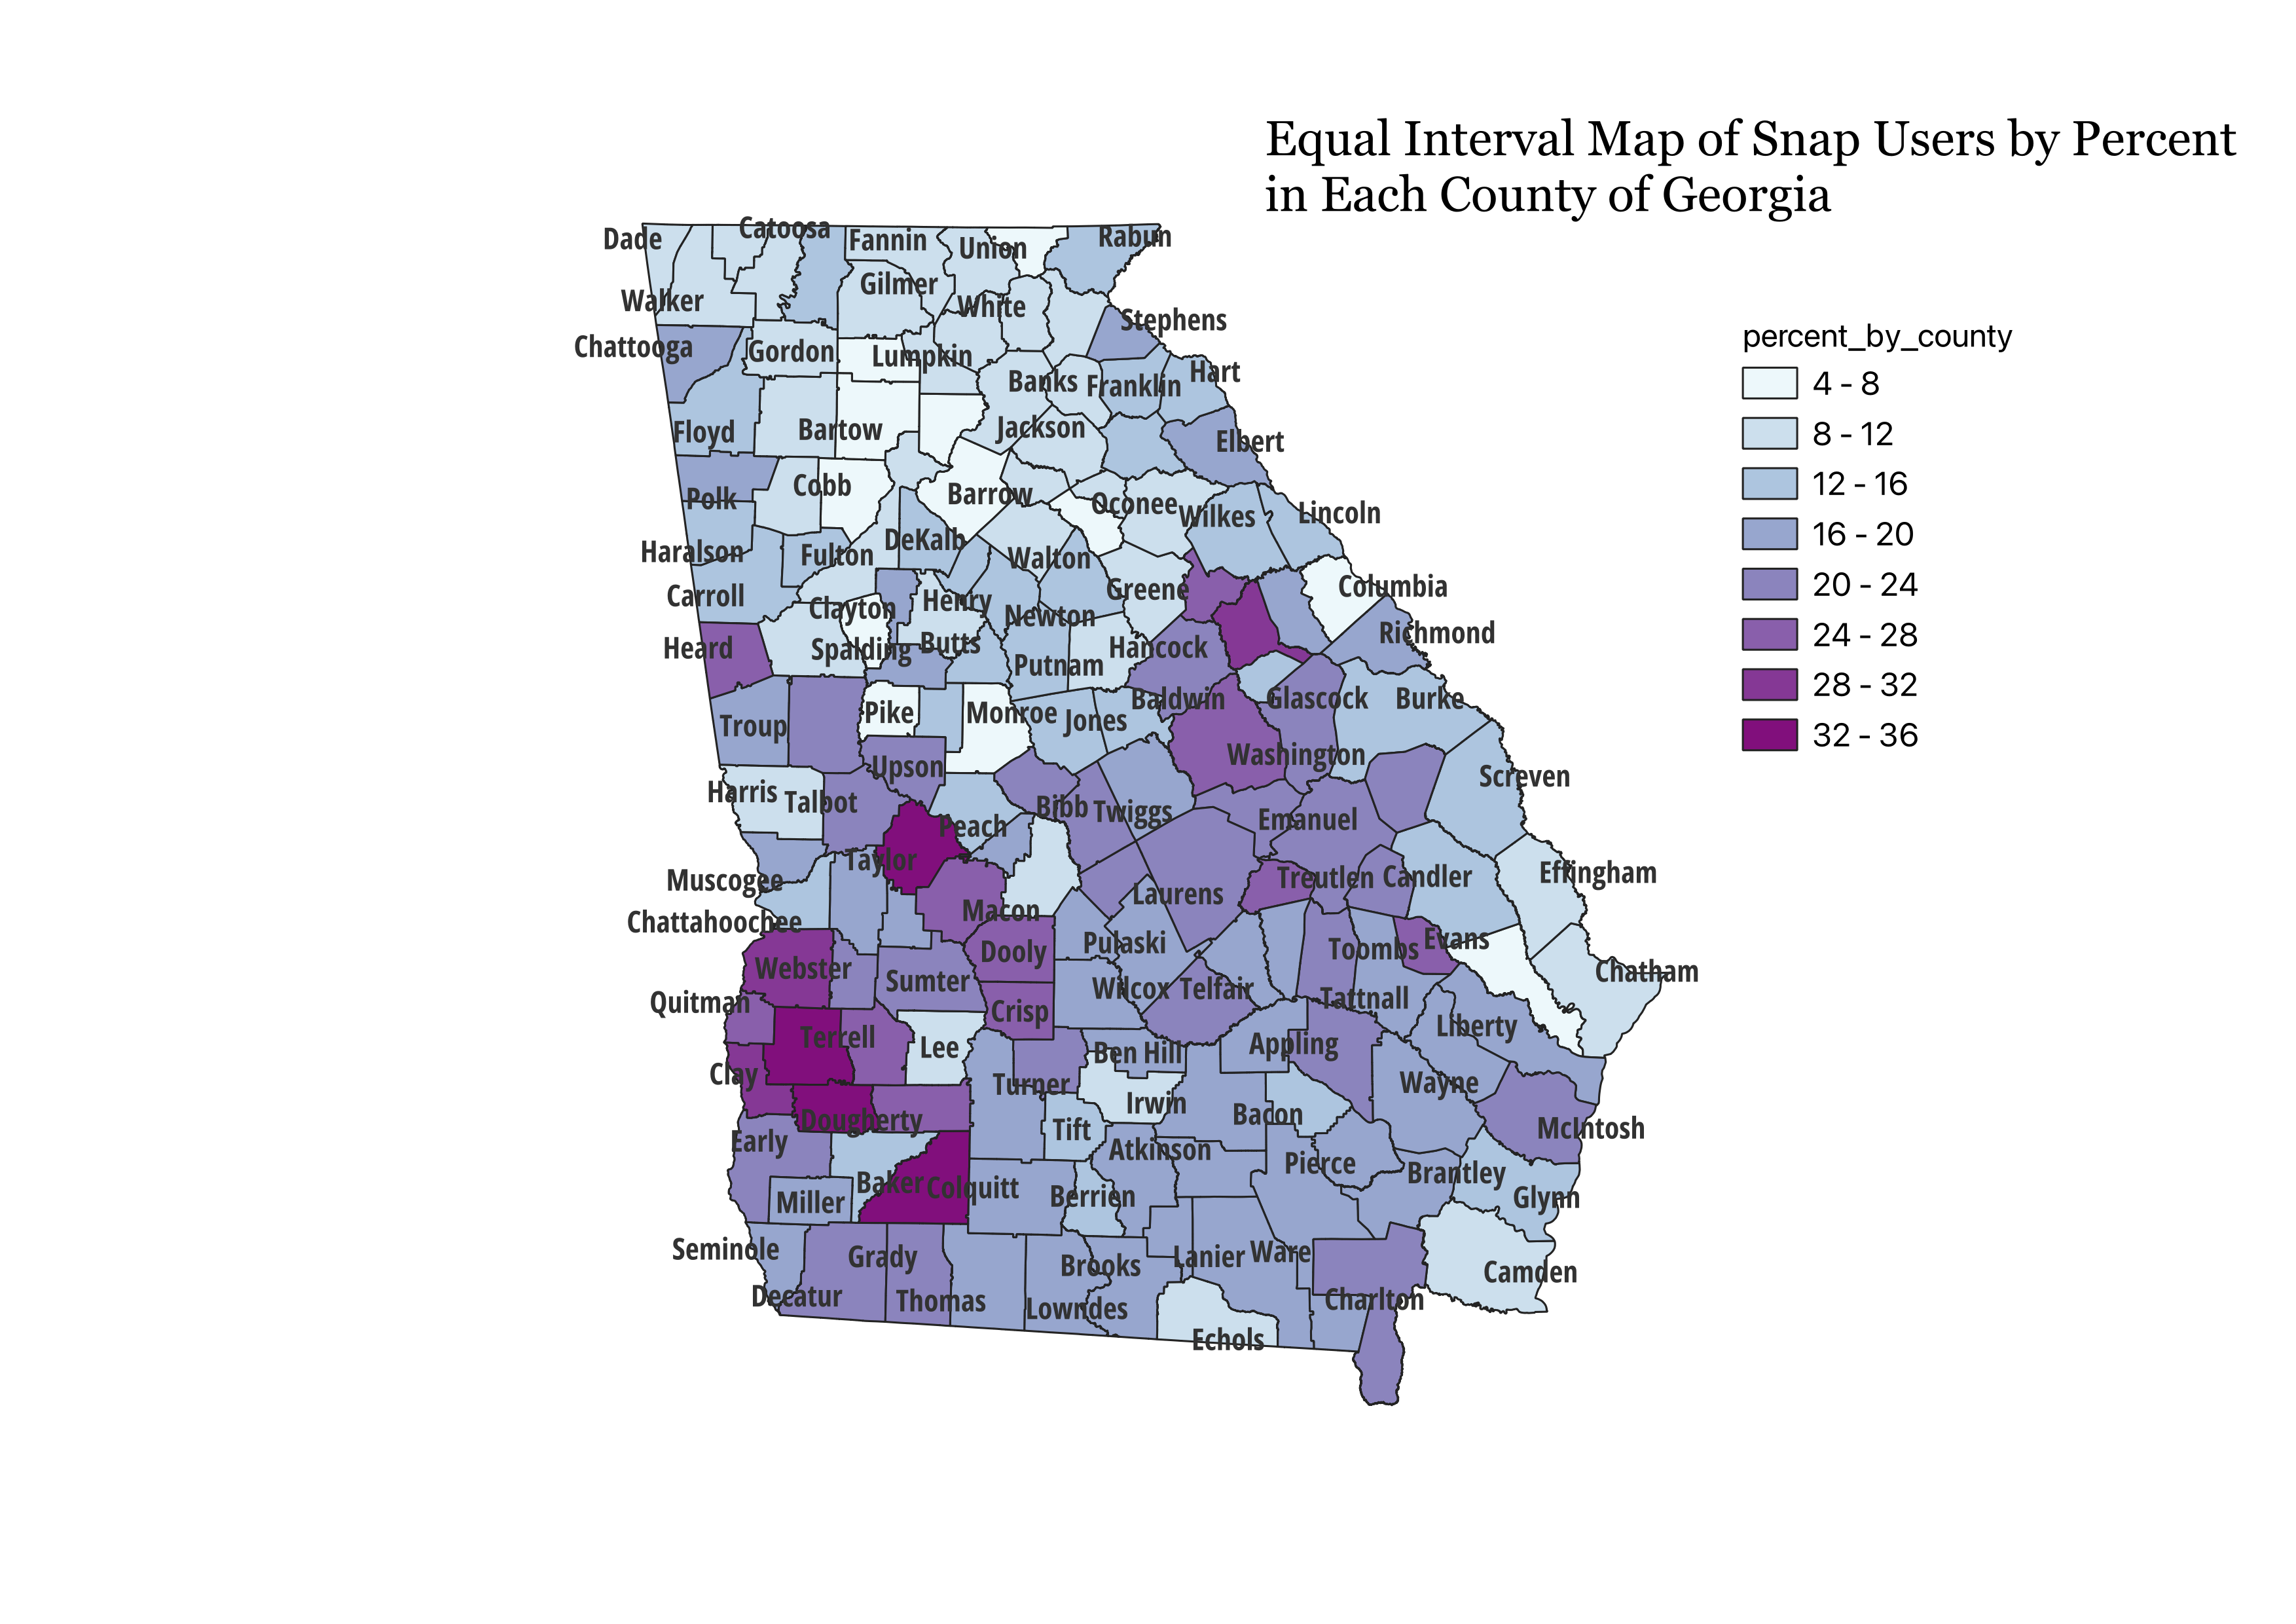 Equal Interval Map of Snap Users by Percent
in Each County of Georgia
Dade
Catoosa
Fannin
Union
Rabun
Gilmer
Walker
White
Stephens
Chattooga
Gordon
Lumpkin
Banks
Franklin
Hart
Floyd
Bartow
Jackson
Elbert
Polk
Cobb
Barrow
Oconee
Wilkes
Lincoln
Haralson
Fulton
DeKalb
Walton
Greene
Columbia
Carroll
Clayton
Henry
Newton
Richmond
Heard
Spalding
Butts
Putnam
Hancock
Troup
Pike
Monroe
Jones
Baldwin
Glascock
Burke
Upson
Washington
Screven
Harris
Talbot
Bibb
Twiggs
Emanuel
Peach
Taylor
Muscogee
Macon
Laurens
Treutlen
Candler
Effingham
Chattahoochee
Dooly
Pulaski
Toombs
Evans
Webster
Sumter
Wilcox
Telfair
Tattnall
Chatham
Quitman
Crisp
Terrell
Lee
Ben Hill
Appling
Liberty
Clay
Turner
Irwin
Bacon
Wayne
Dougherty
Tift
Early
Atkinson
Pierce
McIntosh
Miller
Baker
Colquitt
Berrien
Brantley
Glynn
Seminole
Grady
Brooks
Lanier
Ware
Camden
Decatur
Thomas
Lowndes
Charlton
Echols
percent_by_county
4 - 8
8 - 12
12 - 16
16 - 20
20 - 24
24 - 28
28 - 32
32 - 36